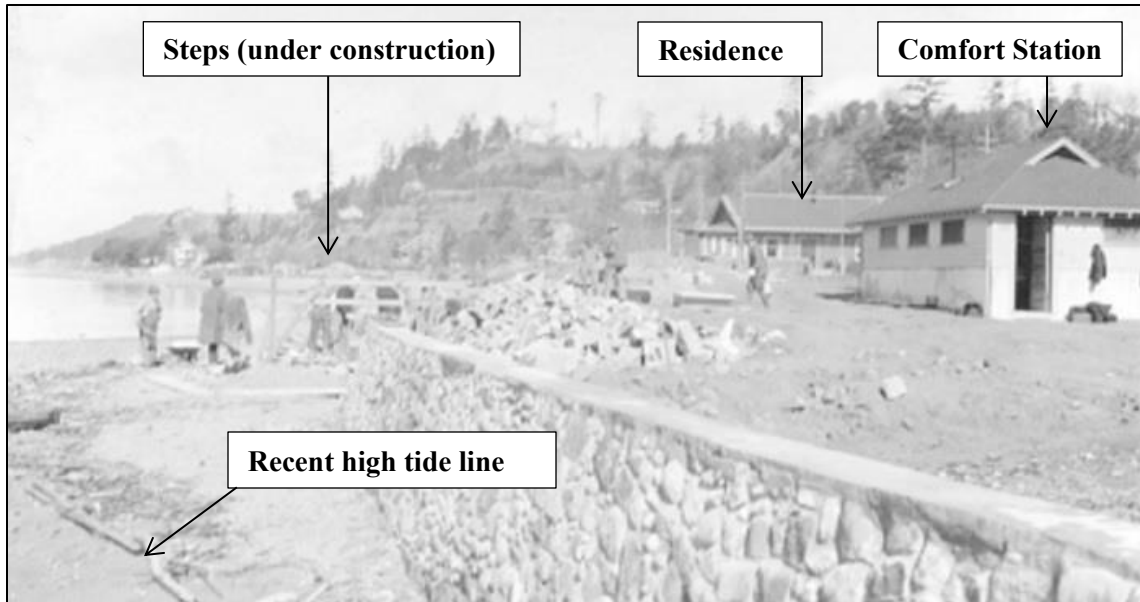 Steps (under construction)
Residence
Comfort Station
Recent high tide line